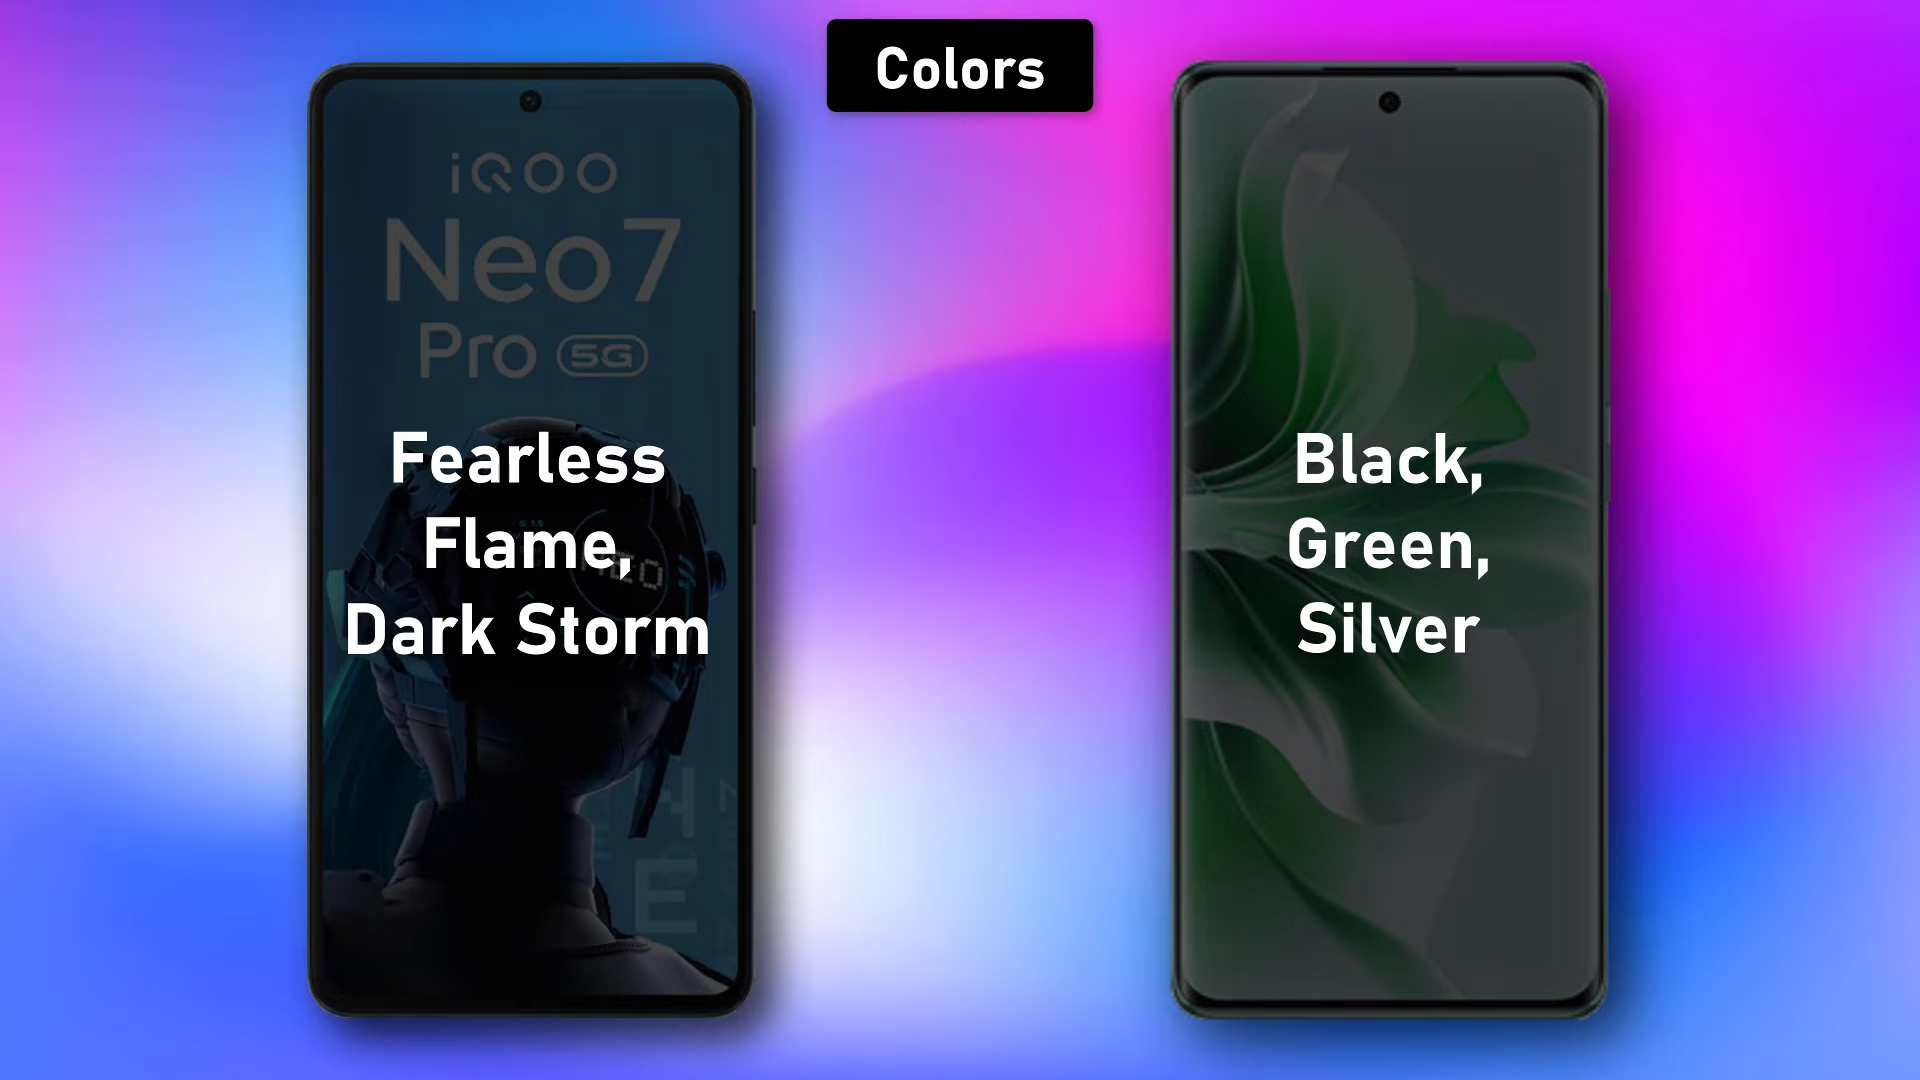 Colors
iQOO
Neo7
Pro 5G
Fearless
Flame,
Dark Storm
Black,
Green,
Silver